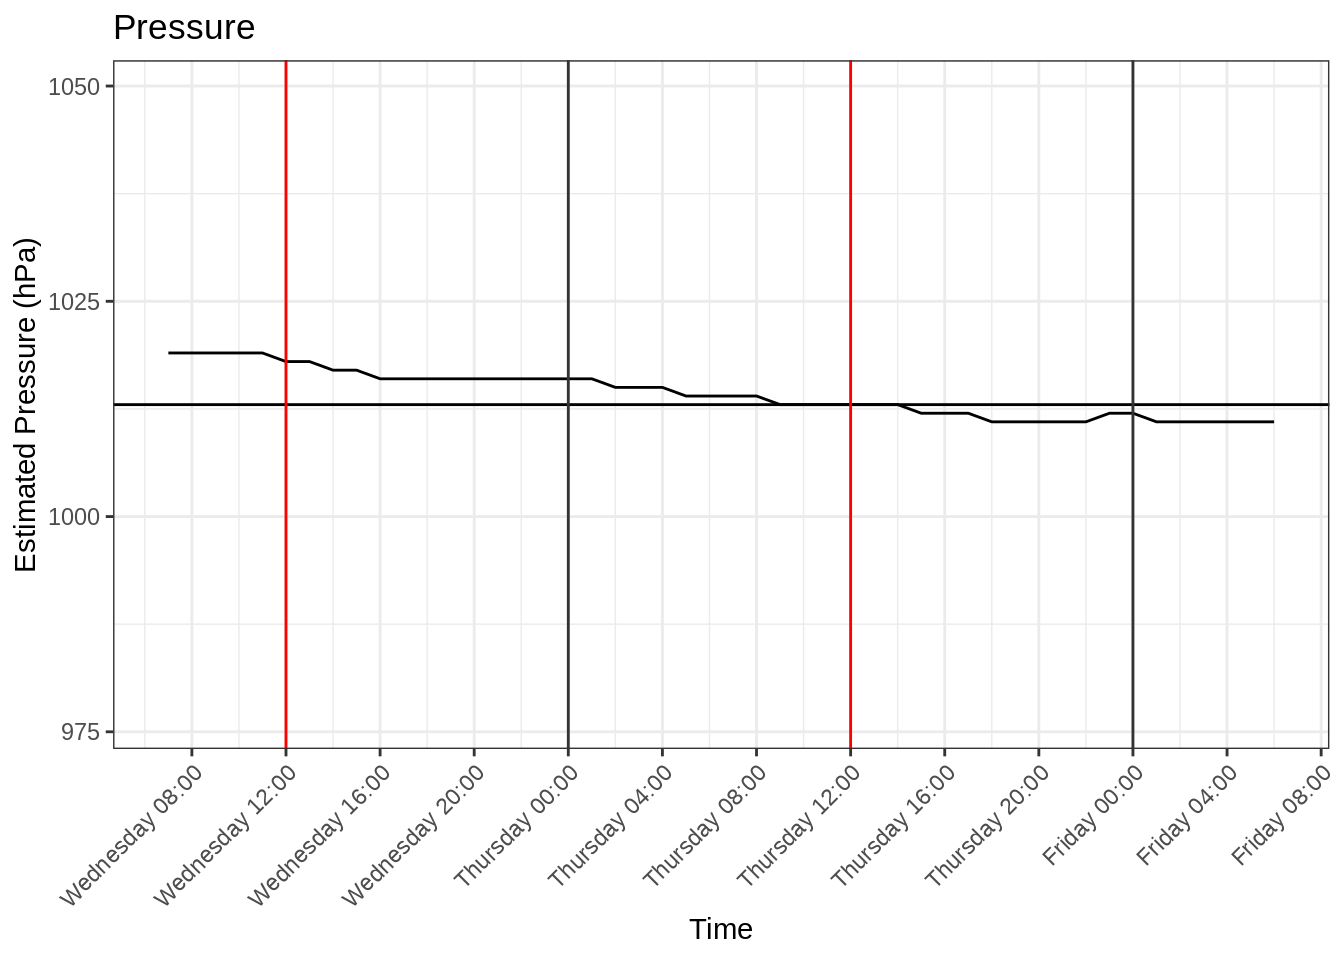 Pressure
Estimated Pressure (hPa)
1050
1025
1000
975
Wednesday 08:00
Wednesday 12:00
Wednesday 16:00
Wednesday 20:00
Thursday 00:00
Thursday 04:00
Thursday 08:00
Thursday 12:00
Thursday 16:00
Thursday 20:00
Friday 00:00
Friday 04:00
Friday 08:00
Time